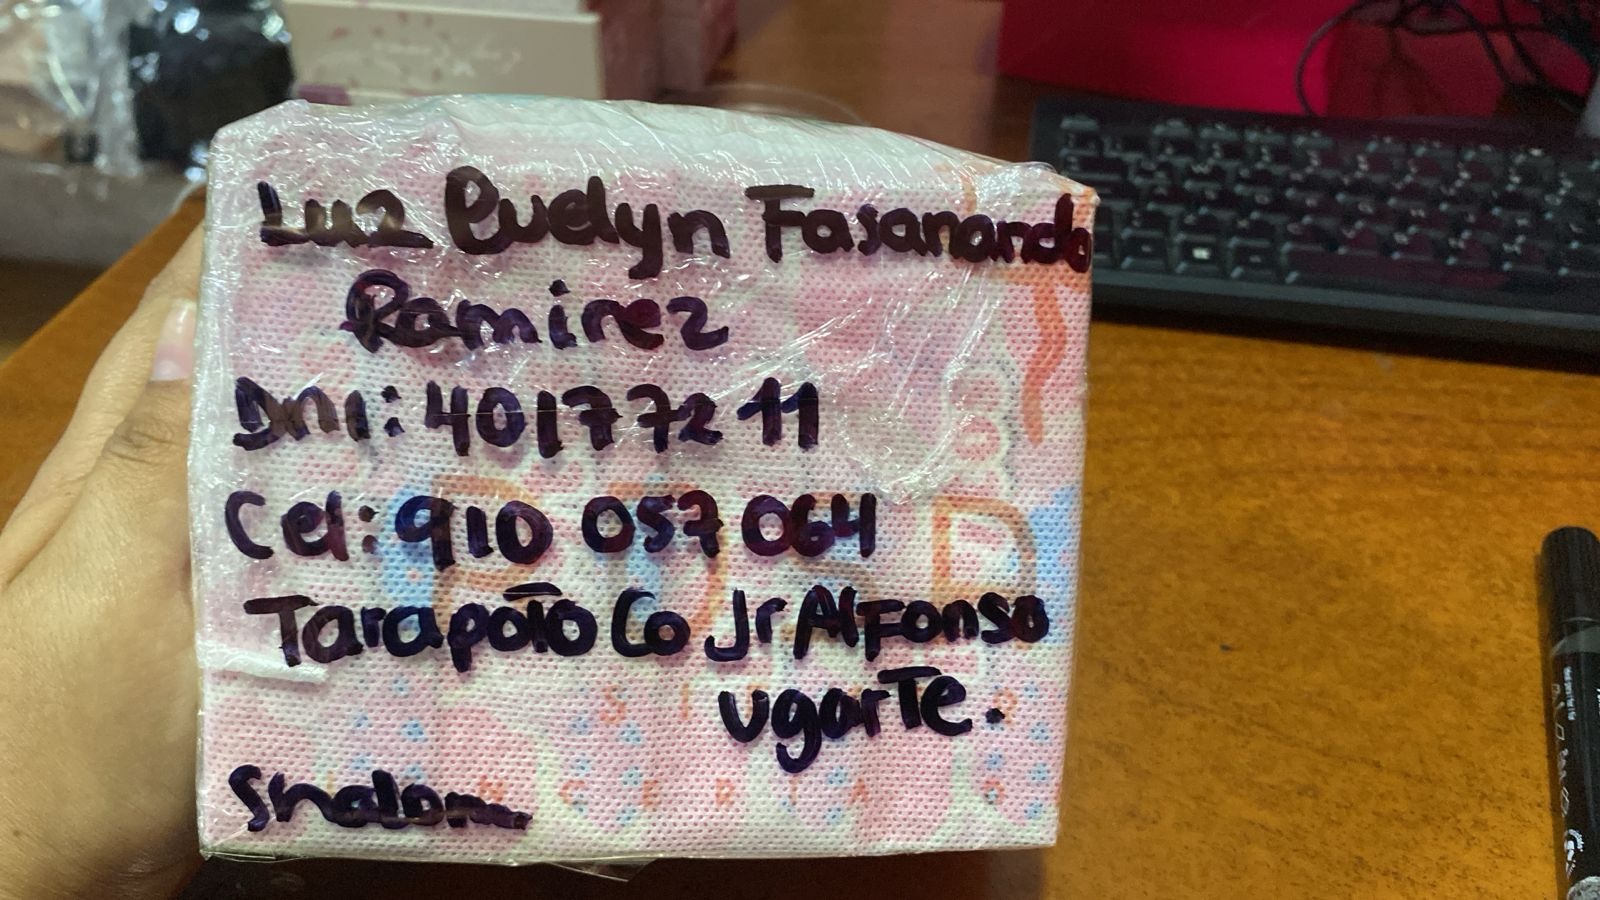 Luz Evelyn Fasanando
Ramirez
Dni: 40177211
Cel: 910 057 064
Tarapoto Co Jr Alfonso
ugarte.
Shalom